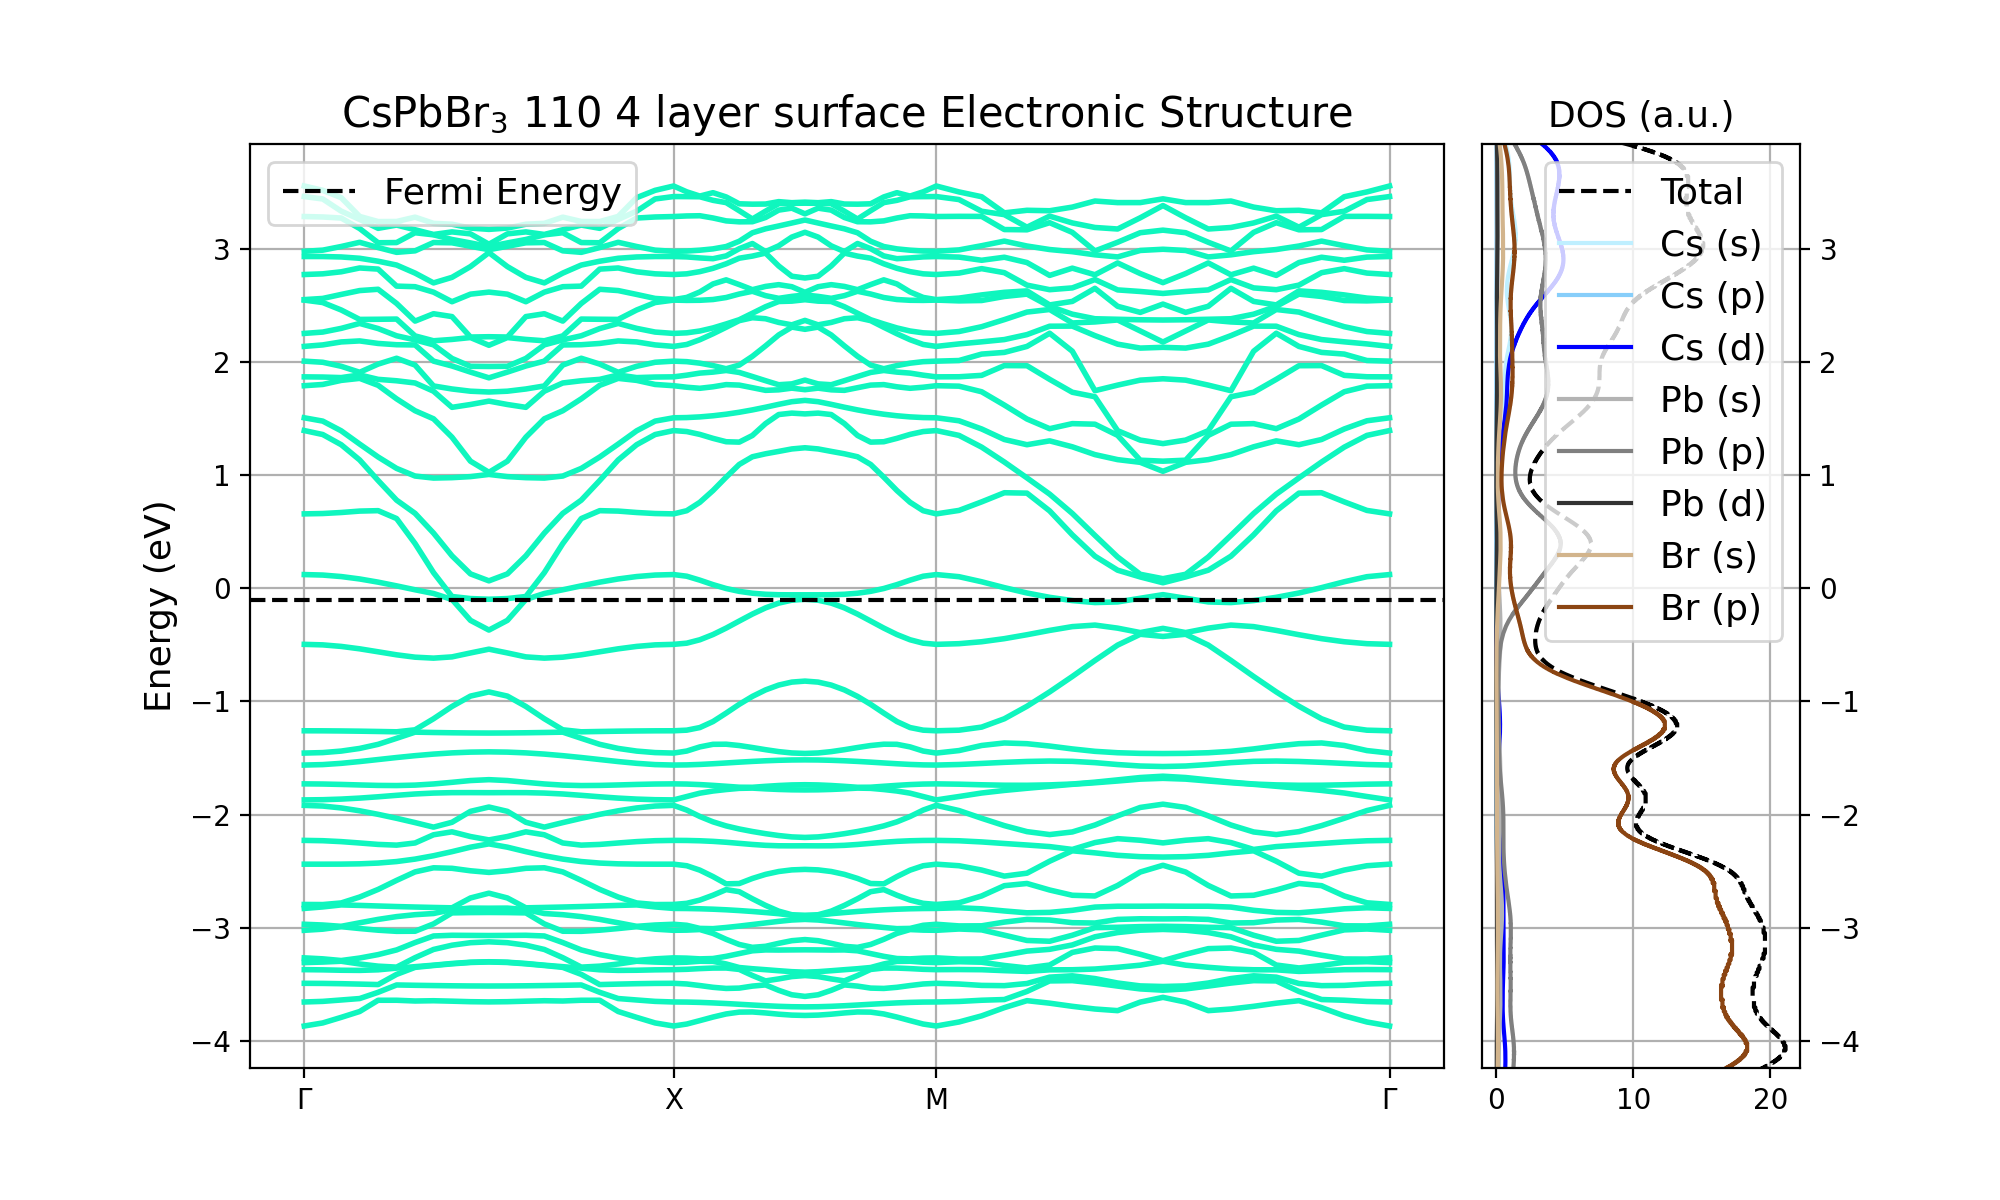 CsPbBr₃ 110 4 layer surface Electronic Structure
DOS (a.u.)
Fermi Energy
Energy (eV)
3
2
1
0
−1
−2
−3
−4
Γ
X
M
Γ
Total
Cs (s)
Cs (p)
Cs (d)
Pb (s)
Pb (p)
Pb (d)
Br (s)
Br (p)
3
2
1
0
−1
−2
−3
−4
0
10
20